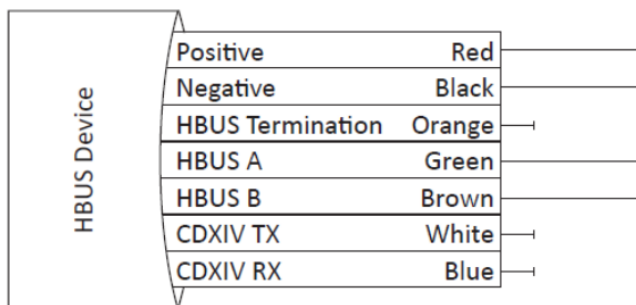 HBUS Device
Positive Red
Negative Black
HBUS Termination Orange
HBUS A Green
HBUS B Brown
CDXIV TX White
CDXIV RX Blue